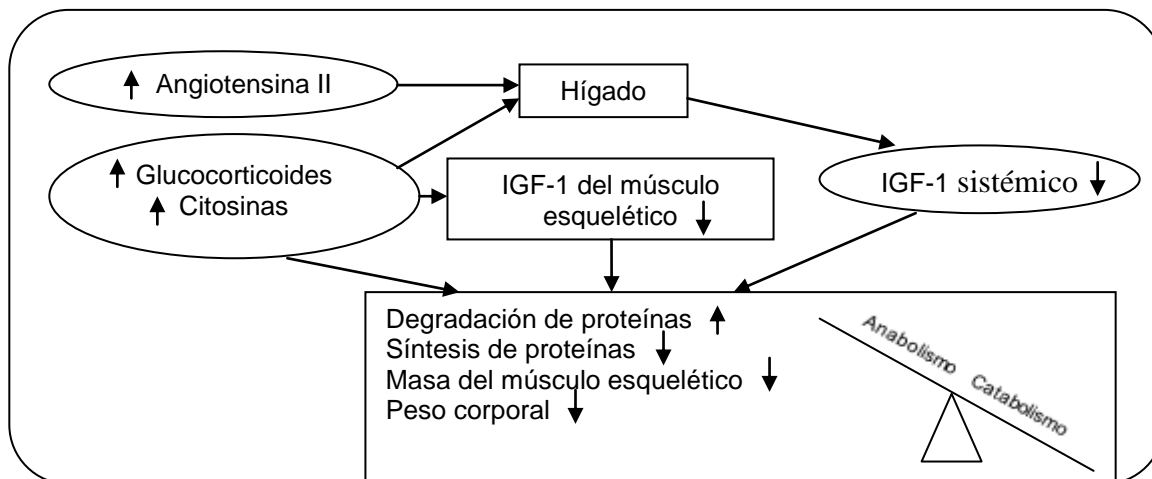 ↑ Angiotensina II
Hígado
↑ Glucocorticoides
↑ Citosinas
IGF-1 del músculo
esquelético ↓
IGF-1 sistémico ↓
Degradación de proteínas ↑
Síntesis de proteínas ↓
Masa del músculo esquelético ↓
Peso corporal ↓
Anabolismo Catabolismo